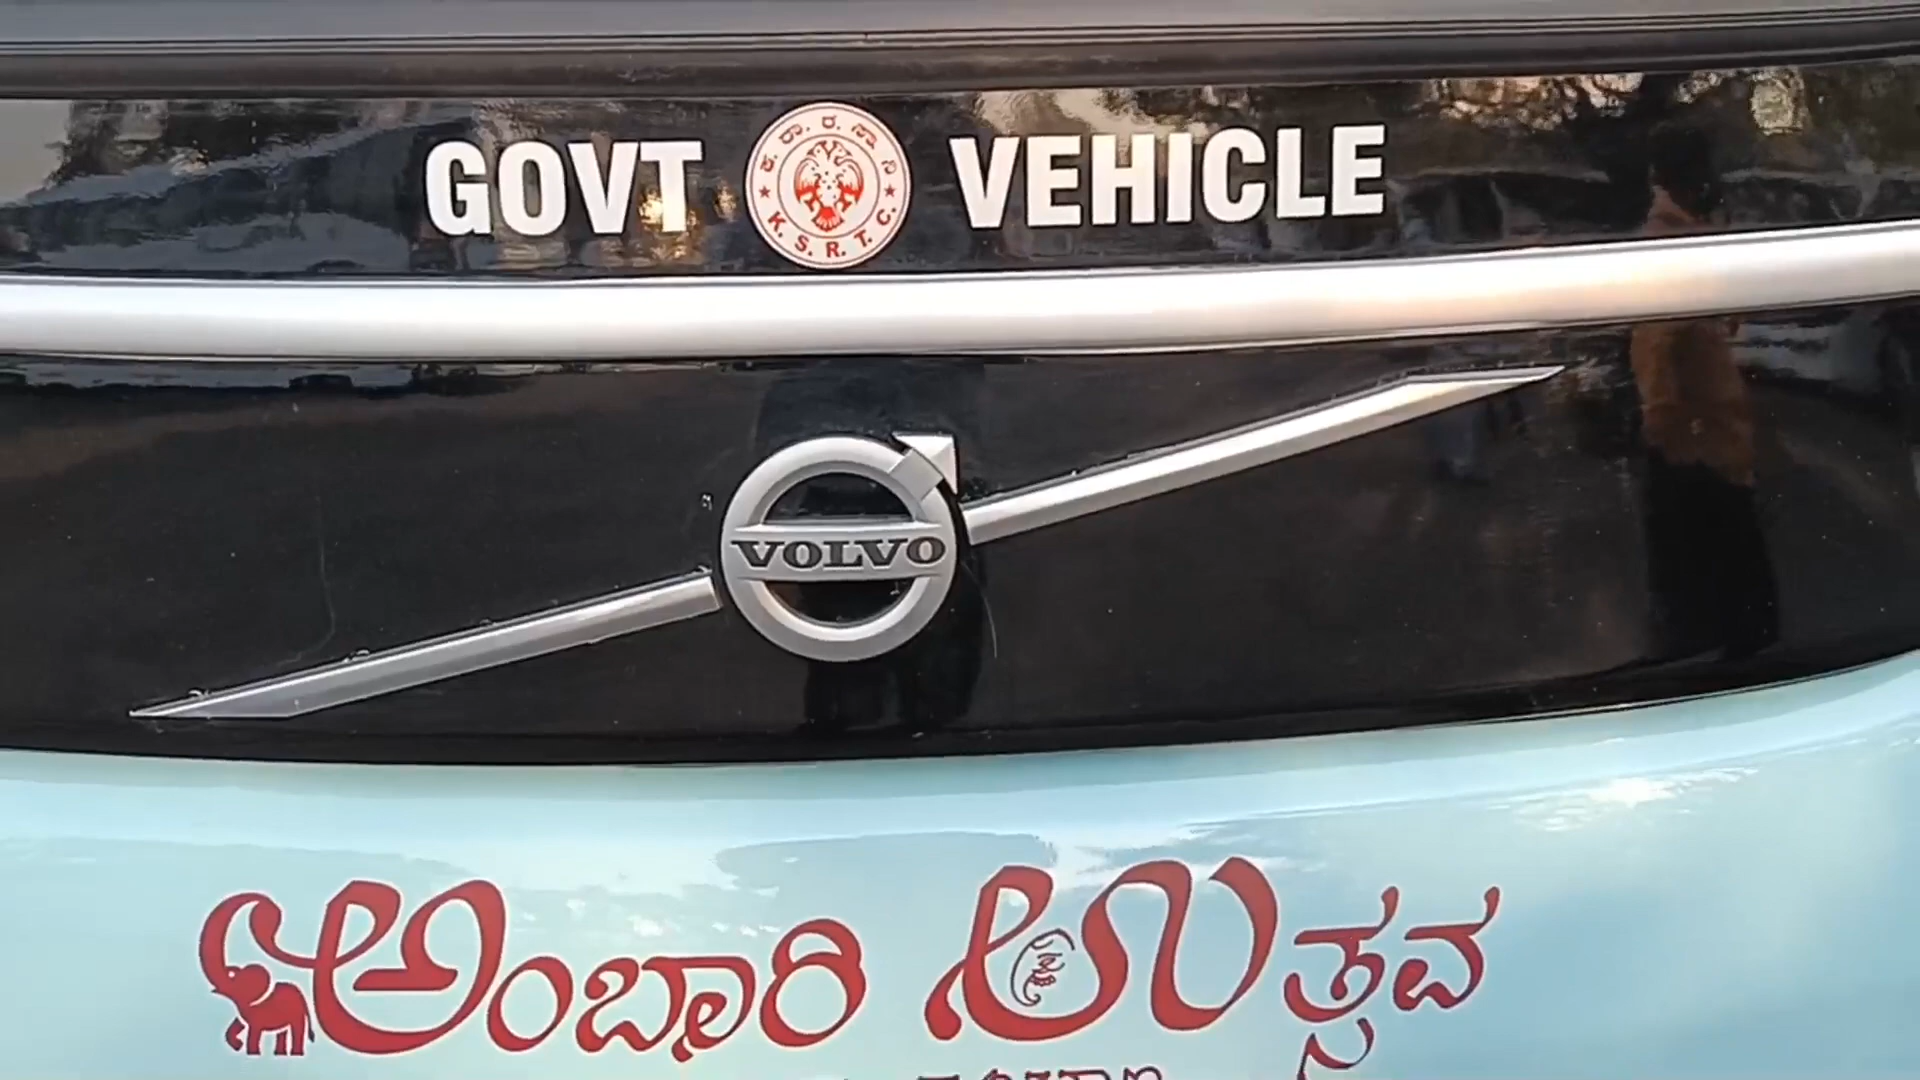 GOVT VEHICLE
ಕ. ರಾ. ರ. ಸಾ. ನಿ
K. S. R. T. C.
VOLVO
ಅಂಬಾರಿ ಉತ್ಸವ